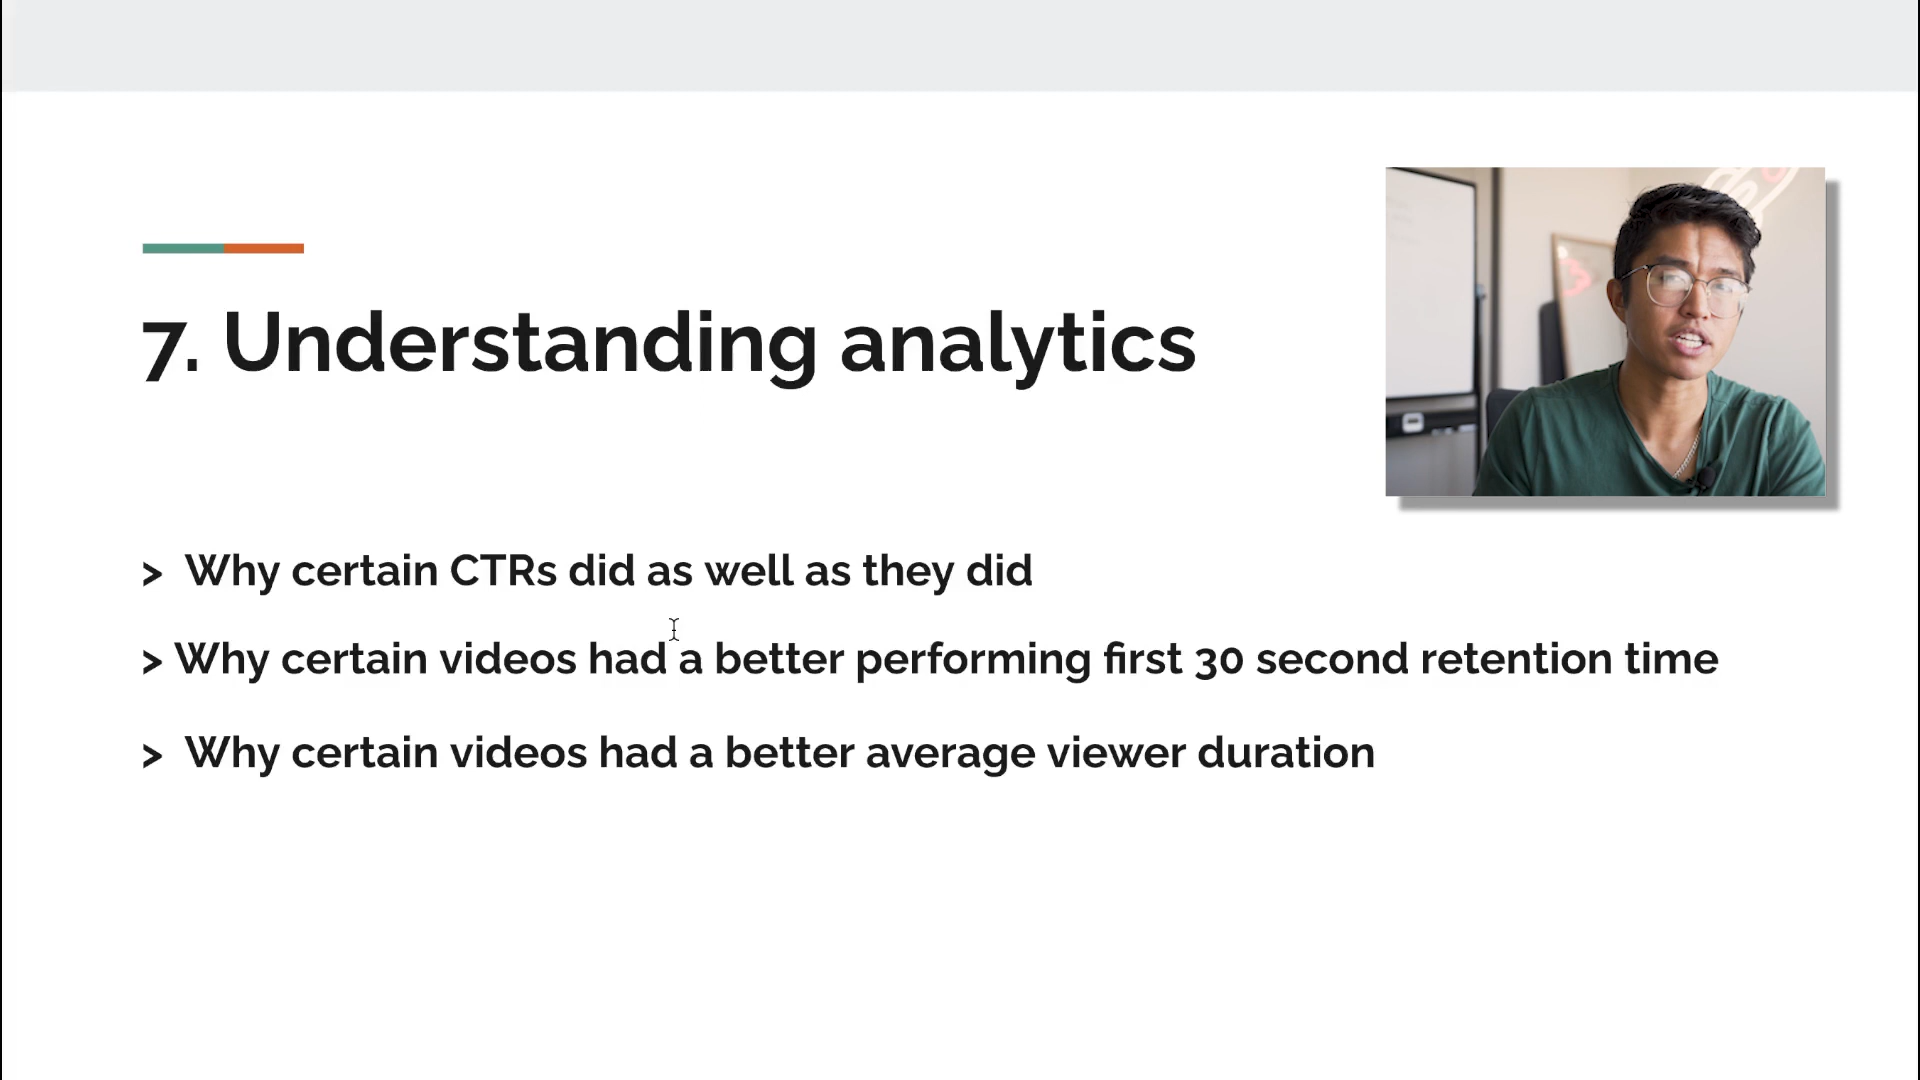 7. Understanding analytics
> Why certain CTRs did as well as they did
> Why certain videos had a better performing first 30 second retention time
> Why certain videos had a better average viewer duration